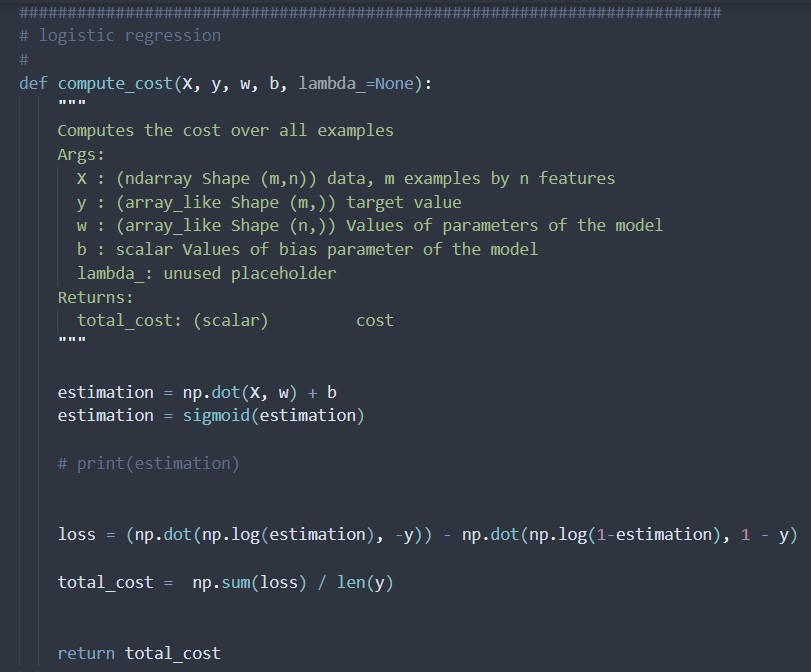 #########################################################################
# logistic regression
#
def compute_cost(X, y, w, b, lambda_=None):
    """
    Computes the cost over all examples
    Args:
      X : (ndarray Shape (m,n)) data, m examples by n features
      y : (array_like Shape (m,)) target value
      w : (array_like Shape (n,)) Values of parameters of the model
      b : scalar Values of bias parameter of the model
      lambda_: unused placeholder
    Returns:
      total_cost: (scalar)         cost
    """
    estimation = np.dot(X, w) + b
    estimation = sigmoid(estimation)
    # print(estimation)
    loss = (np.dot(np.log(estimation), -y)) - np.dot(np.log(1-estimation), 1 - y)
    total_cost =  np.sum(loss) / len(y)
    return total_cost